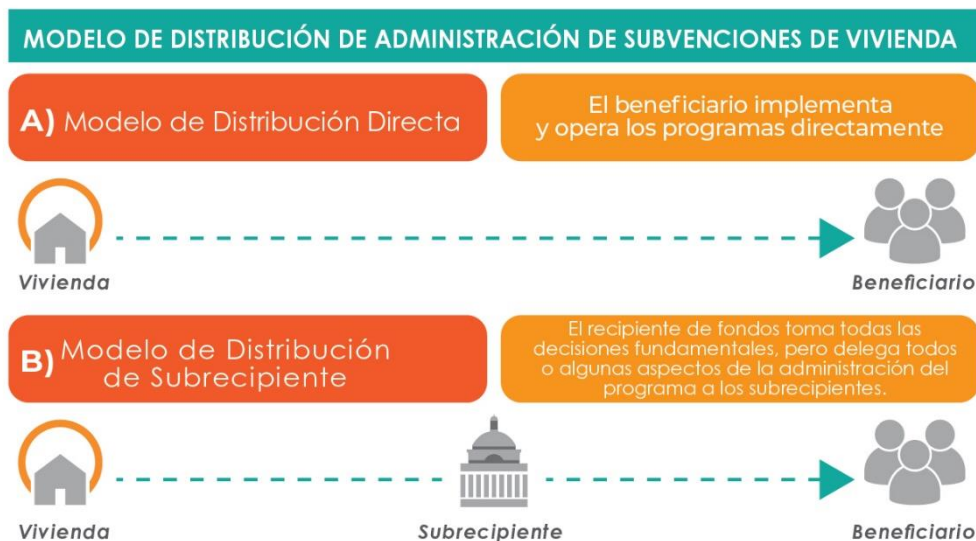 MODELO DE DISTRIBUCIÓN DE ADMINISTRACIÓN DE SUBVENCIONES DE VIVIENDA
A) Modelo de Distribución Directa
El beneficiario implementa
y opera los programas directamente
Vivienda
Beneficiario
B) Modelo de Distribución
de Subrecipiente
El recipiente de fondos toma todas las
decisiones fundamentales, pero delega todos
o algunas aspectos de la administración del
programa a los subrecipientes.
Vivienda
Subrecipiente
Beneficiario